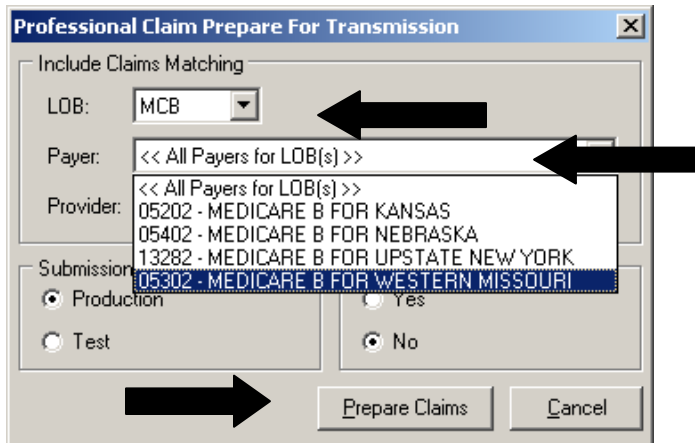 Professional Claim Prepare For Transmission
Include Claims Matching
LOB: MCB
Payer: << All Payers for LOB(s) >>
<< All Payers for LOB(s) >>
Provider:
05202 - MEDICARE B FOR KANSAS
05402 - MEDICARE B FOR NEBRASKA
13282 - MEDICARE B FOR UPSTATE NEW YORK
05302 - MEDICARE B FOR WESTERN MISSOURI
Submission
Production Yes
Test No
Prepare Claims Cancel